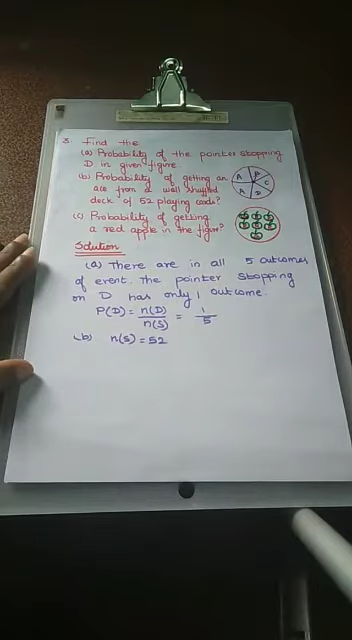 3. Find the
(a) Probability of the pointer stopping
D in given figure
(b) Probability of getting an
ace from a well shuffled
deck of 52 playing cards?
(c) Probability of getting
a red apple in the figure?
A B C D A
Solution
(a) There are in all 5 outcomes
of event. The pointer stopping
on D has only 1 outcome.
P(D) = n(D)/n(S) = 1/5
(b) n(S) = 52